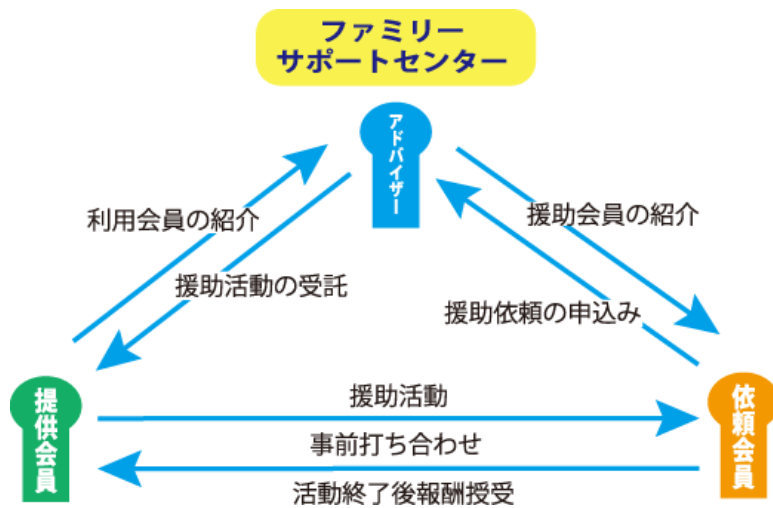 ファミリー
サポートセンター
アドバイザー
利用会員の紹介
援助会員の紹介
援助活動の受託
援助依頼の申込み
提供会員
援助活動
依頼会員
事前打ち合わせ
活動終了後報酬授受